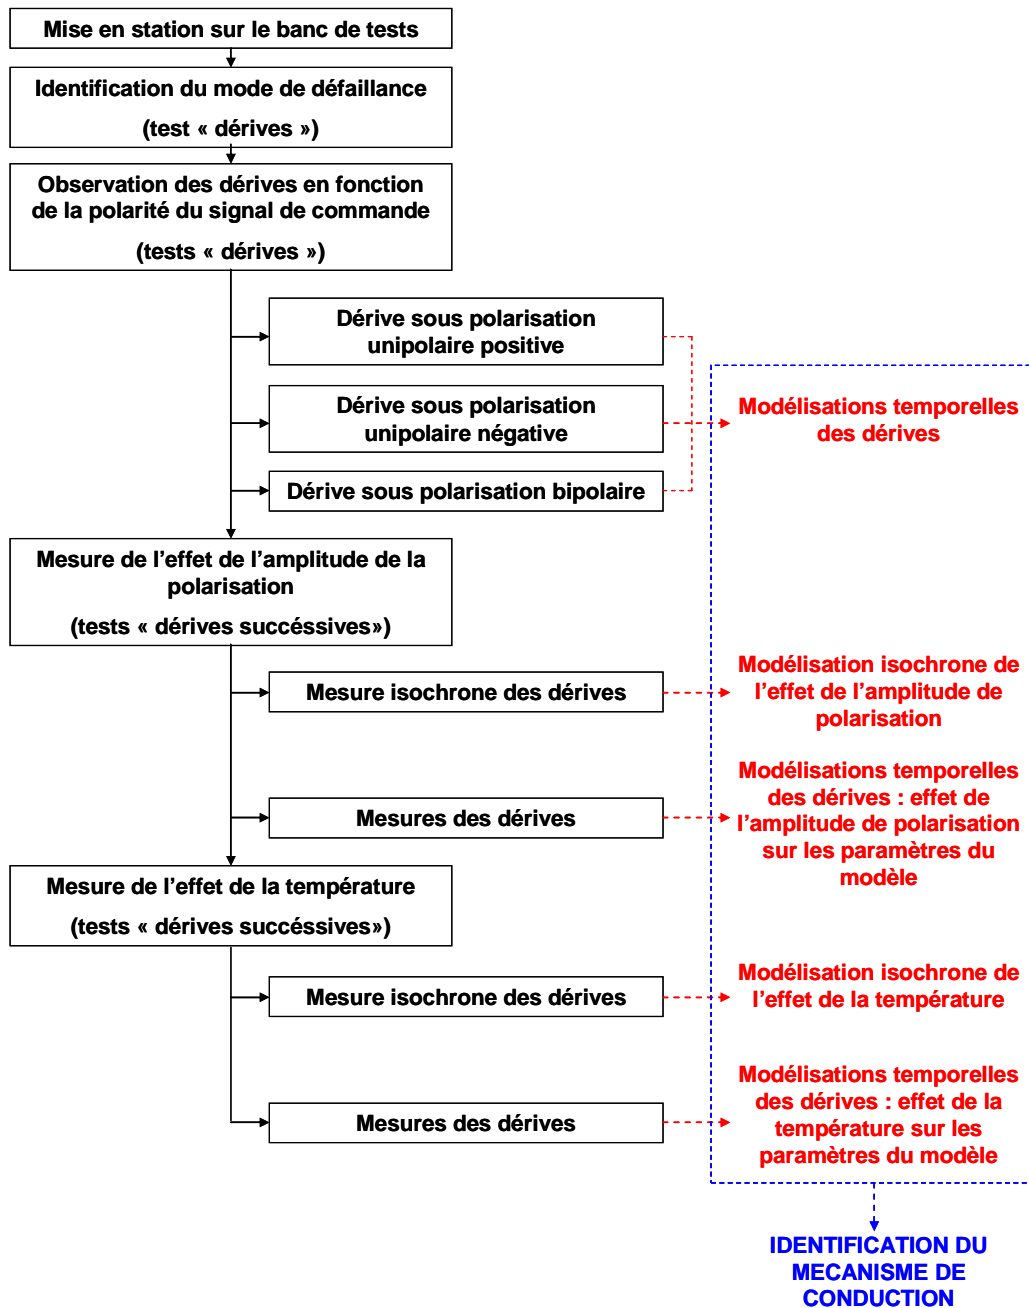 Mise en station sur le banc de tests
Identification du mode de défaillance
(test « dérives »)
Observation des dérives en fonction
de la polarité du signal de commande
(tests « dérives »)
Dérive sous polarisation
unipolaire positive
Dérive sous polarisation
unipolaire négative
Modélisations temporelles
des dérives
Dérive sous polarisation bipolaire
Mesure de l'effet de l'amplitude de la
polarisation
(tests « dérives succéssives»)
Mesure isochrone des dérives
Modélisation isochrone de
l'effet de l'amplitude de
polarisation
Mesures des dérives
Modélisations temporelles
des dérives : effet de
l'amplitude de polarisation
sur les paramètres du
modèle
Mesure de l'effet de la température
(tests « dérives succéssives»)
Mesure isochrone des dérives
Modélisation isochrone de
l'effet de la température
Mesures des dérives
Modélisations temporelles
des dérives : effet de la
température sur les
paramètres du modèle
IDENTIFICATION DU
MECANISME DE
CONDUCTION